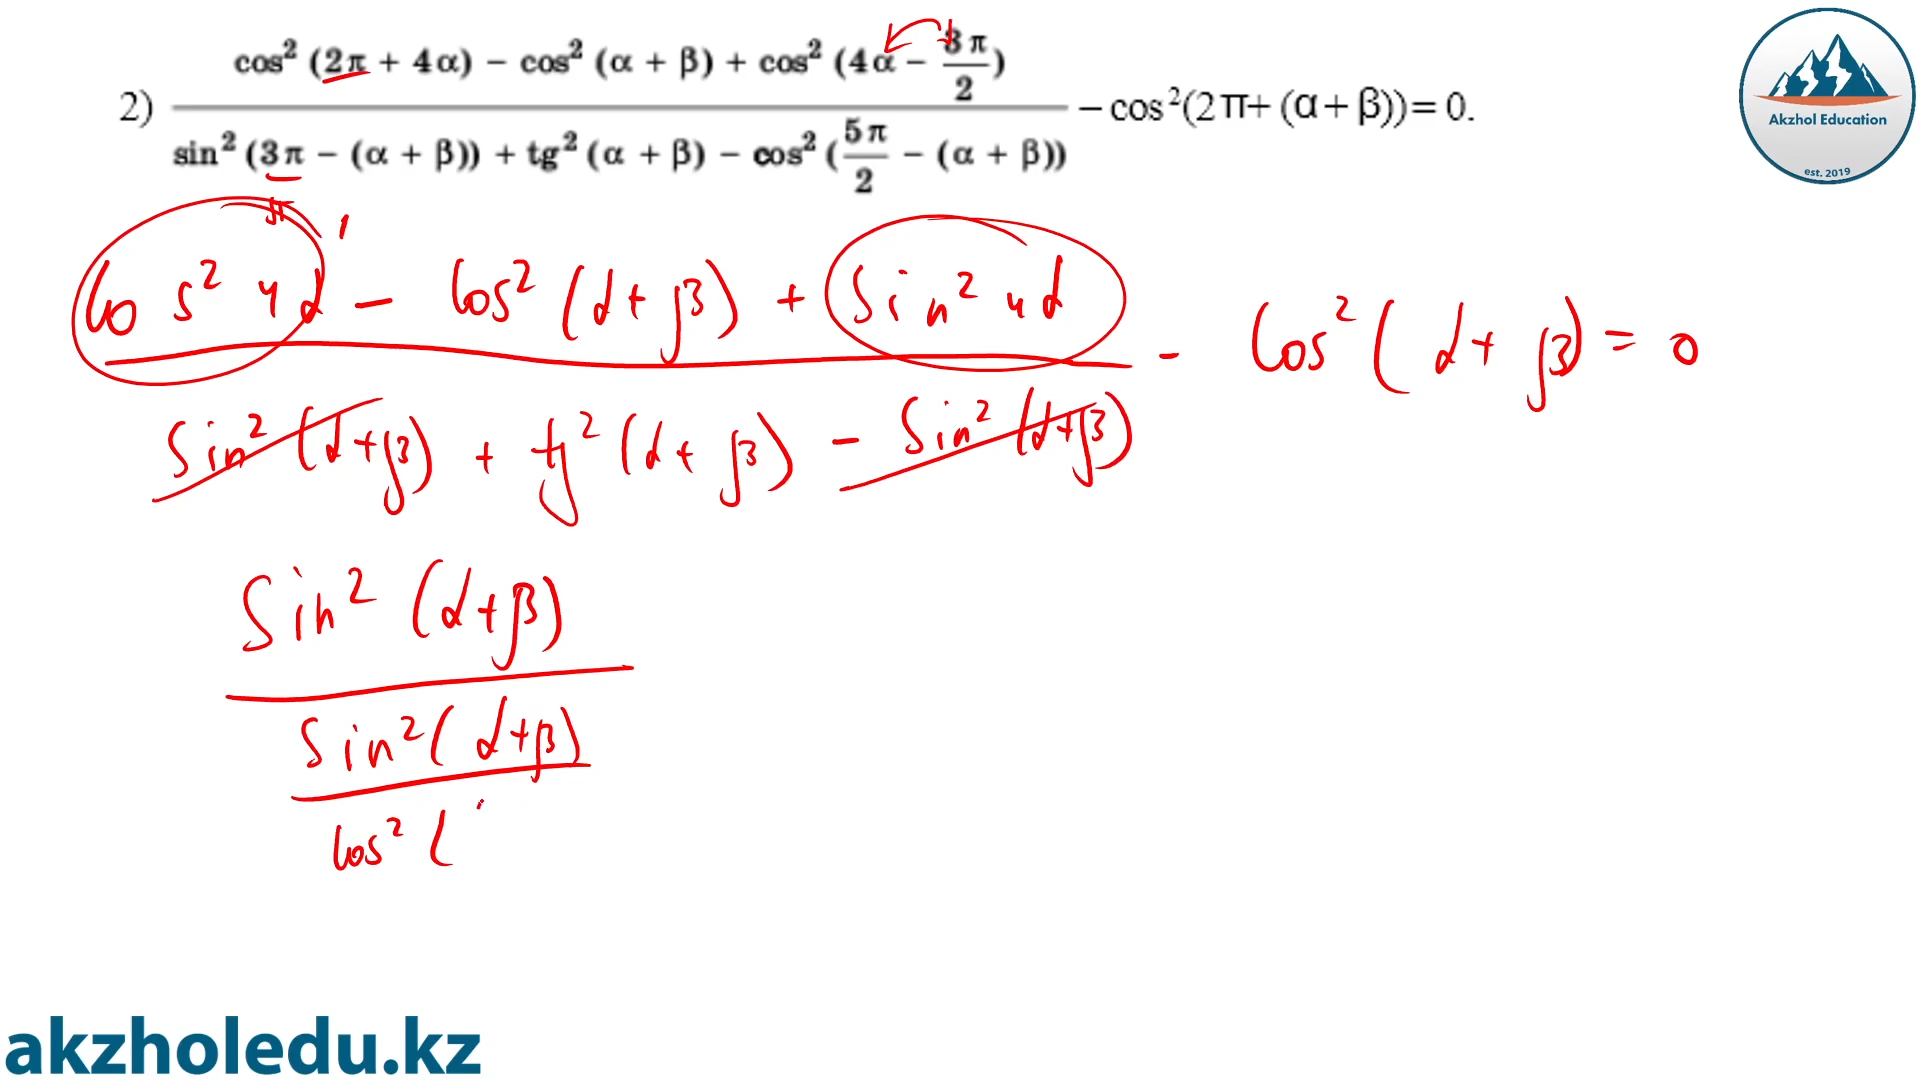 2) (cos² (2π + 4α) − cos² (α + β) + cos² (4α − 3π/2)) / (sin² (3π − (α + β)) + tg² (α + β) − cos² (5π/2 − (α + β))) − cos²(2π+ (α+β))= 0.
Akzhol Education
est. 2019
π
1
cos² 4α − cos² (α+β) + sin² 4α
− cos² (α+β) = 0
sin² (α+β) + tg² (α+β) − sin² (α+β)
sin² (α+β)
sin² (α+β)
cos² (
akzholedu.kz